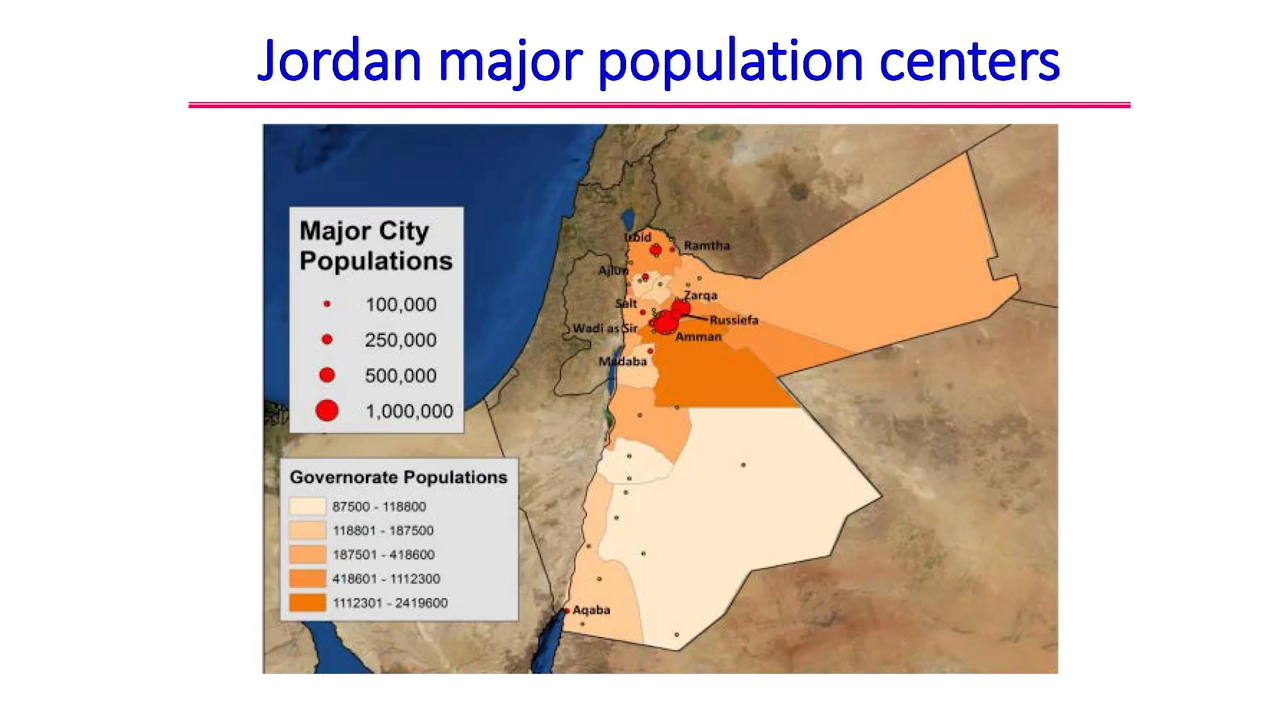 Jordan major population centers
Major City
Populations
100,000
250,000
500,000
1,000,000
Governorate Populations
87500 - 118800
118801 - 187500
187501 - 418600
418601 - 1112300
1112301 - 2419600
Irbid
Ramtha
Ajlun
Zarqa
Salt
Russiefa
Wadi as Sir
Amman
Madaba
Aqaba